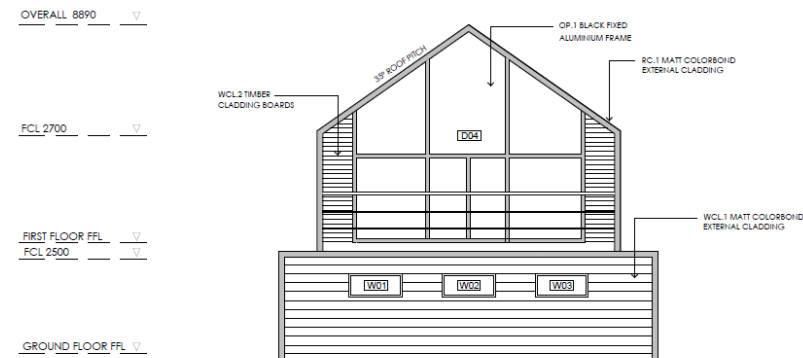 OVERALL 8890
OP.1 BLACK FIXED
ALUMINIUM FRAME
35° ROOF PITCH
RC.1 MATT COLORBOND
EXTERNAL CLADDING
WCL.2 TIMBER
CLADDING BOARDS
FCL 2700
D04
WCL.1 MATT COLORBOND
EXTERNAL CLADDING
FIRST FLOOR FFL
FCL 2500
W01
W02
W03
GROUND FLOOR FFL